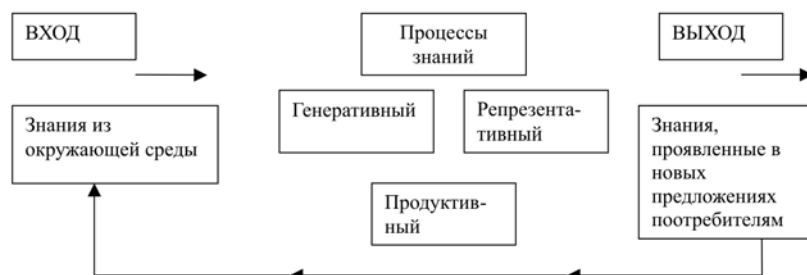 ВХОД
Процессы
знаний
ВЫХОД
Генеративный
Репрезента-
тивный
Знания из
окружающей среды
Знания,
проявленные в
новых
предложениях
поотребителям
Продуктив-
ный